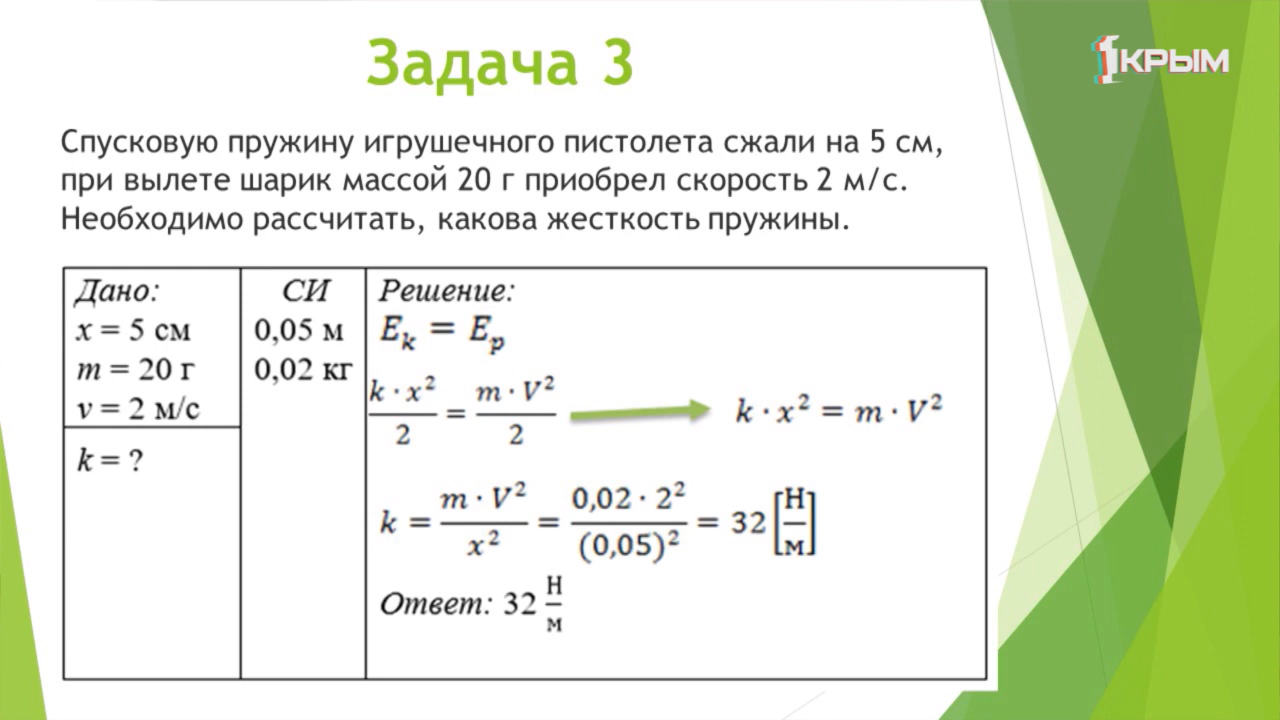 Задача 3
1КРЫМ
Спусковую пружину игрушечного пистолета сжали на 5 см,
при вылете шарик массой 20 г приобрел скорость 2 м/с.
Необходимо рассчитать, какова жесткость пружины.
Дано:
x = 5 см
m = 20 г
v = 2 м/с
k = ?
СИ
0,05 м
0,02 кг
Решение:
E_k = E_p
k · x²/2 = m · V²/2
k · x² = m · V²
k = m · V²/x² = 0,02 · 2²/(0,05)² = 32 [Н/м]
Ответ: 32 Н/м